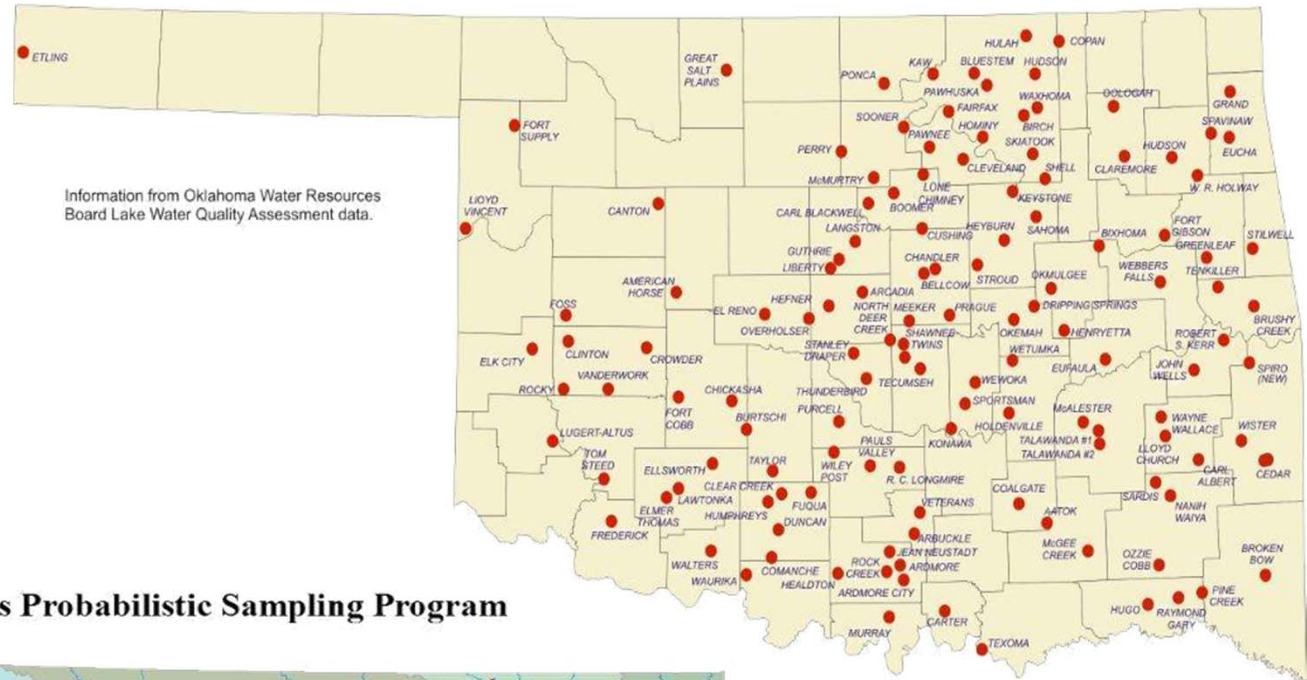 ETLING
GREAT
SALT
PLAINS
FORT
SUPPLY
PONCA
KAW
BLUESTEM
HULAH
COPAN
HUDSON
PAWHUSKA
WAXHOMA
OOLOGAH
GRAND
SPAVINAW
EUCHA
SOONER
FAIRFAX
HOMINY
BIRCH
SKIATOOK
PAWNEE
PERRY
CLEVELAND
SHELL
CLAREMORE
HUDSON
W. R. HOLWAY
Information from Oklahoma Water Resources
Board Lake Water Quality Assessment data.
LLOYD
VINCENT
CANTON
McMURTRY
LONE
CHIMNEY
BOOMER
CARL BLACKWELL
LANGSTON
KEYSTONE
CUSHING
HEYBURN
SAHOMA
BIXHOMA
FORT
GIBSON
GREENLEAF
STILWELL
GUTHRIE
LIBERTY
CHANDLER
BELLCOW
STROUD
OKMULGEE
WEBBERS
FALLS
TENKILLER
AMERICAN
HORSE
ARCADIA
FOSS
EL RENO
HEFNER
OVERHOLSER
NORTH
DEER
CREEK
MEEKER
PRAGUE
DRIPPING SPRINGS
OKEMAH
HENRYETTA
BRUSHY
CREEK
ROBERT
S. KERR
ELK CITY
CLINTON
CROWDER
STANLEY
DRAPER
SHAWNEE
TWINS
WETUMKA
EUFAULA
JOHN
WELLS
SPIRO
(NEW)
ROCKY
VANDERWORK
THUNDERBIRD
TECUMSEH
WEWOKA
SPORTSMAN
HOLDENVILLE
FORT
COBB
CHICKASHA
BURTSCHI
PURCELL
KONAWA
McALESTER
TALAWANDA #1
TALAWANDA #2
WAYNE
WALLACE
LLOYD
CHURCH
WISTER
CEDAR
CARL
ALBERT
LUGERT-ALTUS
TOM
STEED
ELLSWORTH
TAYLOR
WILEY
POST
PAULS
VALLEY
R. C. LONGMIRE
SARDIS
NANIH
WAIYA
CLEAR CREEK
LAWTONKA
ELMER
THOMAS
HUMPHREYS
FUQUA
DUNCAN
VETERANS
COALGATE
AATOK
FREDERICK
ARBUCKLE
McGEE
CREEK
OZZIE
COBB
BROKEN
BOW
WALTERS
WAURIKA
COMANCHE
HEALDTON
ROCK
CREEK
JEAN NEUSTADT
ARDMORE
ARDMORE CITY
MURRAY
CARTER
TEXOMA
HUGO
RAYMOND
GARY
PINE
CREEK
s Probabilistic Sampling Program